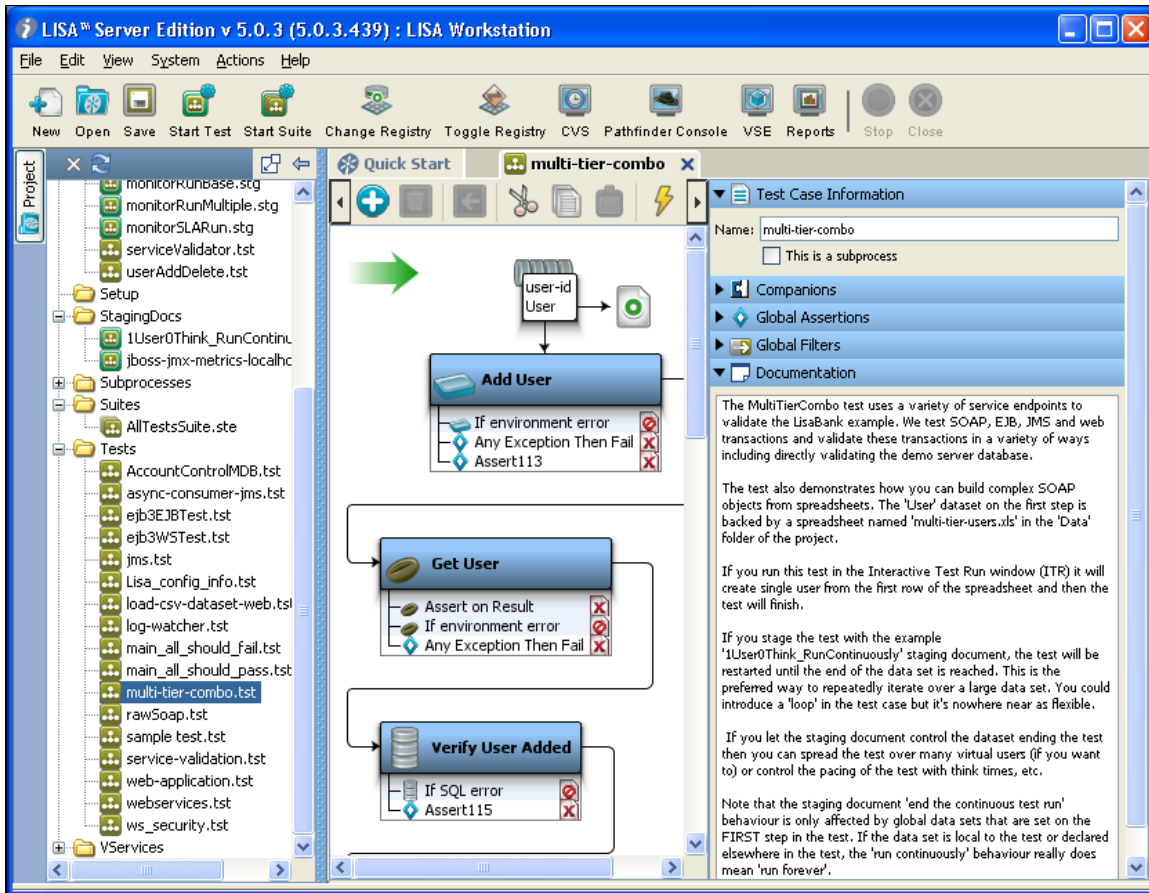 LISA™ Server Edition v 5.0.3 (5.0.3.439) : LISA Workstation
File Edit View System Actions Help
New Open Save Start Test Start Suite Change Registry Toggle Registry CVS Pathfinder Console VSE Reports Stop Close
Project
monitorRunBase.stg
monitorRunMultiple.stg
monitorSLARun.stg
serviceValidator.tst
userAddDelete.tst
Setup
StagingDocs
1User0Think_RunContinu
jboss-jmx-metrics-localho
Subprocesses
Suites
AllTestsSuite.ste
Tests
AccountControlMDB.tst
async-consumer-jms.tst
ejb3EJBTest.tst
ejb3WSTest.tst
jms.tst
Lisa_config_info.tst
load-csv-dataset-web.tst
log-watcher.tst
main_all_should_fail.tst
main_all_should_pass.tst
multi-tier-combo.tst
rawSoap.tst
sample test.tst
service-validation.tst
web-application.tst
webservices.tst
ws_security.tst
VServices
Quick Start
multi-tier-combo
user-id
User
Add User
If environment error
Any Exception Then Fail
Assert113
Get User
Assert on Result
If environment error
Any Exception Then Fail
Verify User Added
If SQL error
Assert115
Test Case Information
Name: multi-tier-combo
This is a subprocess
Companions
Global Assertions
Global Filters
Documentation
The MultiTierCombo test uses a variety of service endpoints to
validate the LisaBank example. We test SOAP, EJB, JMS and web
transactions and validate these transactions in a variety of ways
including directly validating the demo server database.
The test also demonstrates how you can build complex SOAP
objects from spreadsheets. The 'User' dataset on the first step is
backed by a spreadsheet named 'multi-tier-users.xls' in the 'Data'
folder of the project.
If you run this test in the Interactive Test Run window (ITR) it will
create single user from the first row of the spreadsheet and then the
test will finish.
If you stage the test with the example
'1User0Think_RunContinuously' staging document, the test will be
restarted until the end of the data set is reached. This is the
preferred way to repeatedly iterate over a large data set. You could
introduce a 'loop' in the test case but it's nowhere near as flexible.
If you let the staging document control the dataset ending the test
then you can spread the test over many virtual users (if you want
to) or control the pacing of the test with think times, etc.
Note that the staging document 'end the continuous test run'
behaviour is only affected by global data sets that are set on the
FIRST step in the test. If the data set is local to the test or declared
elsewhere in the test, the 'run continuously' behaviour really does
mean 'run forever'.